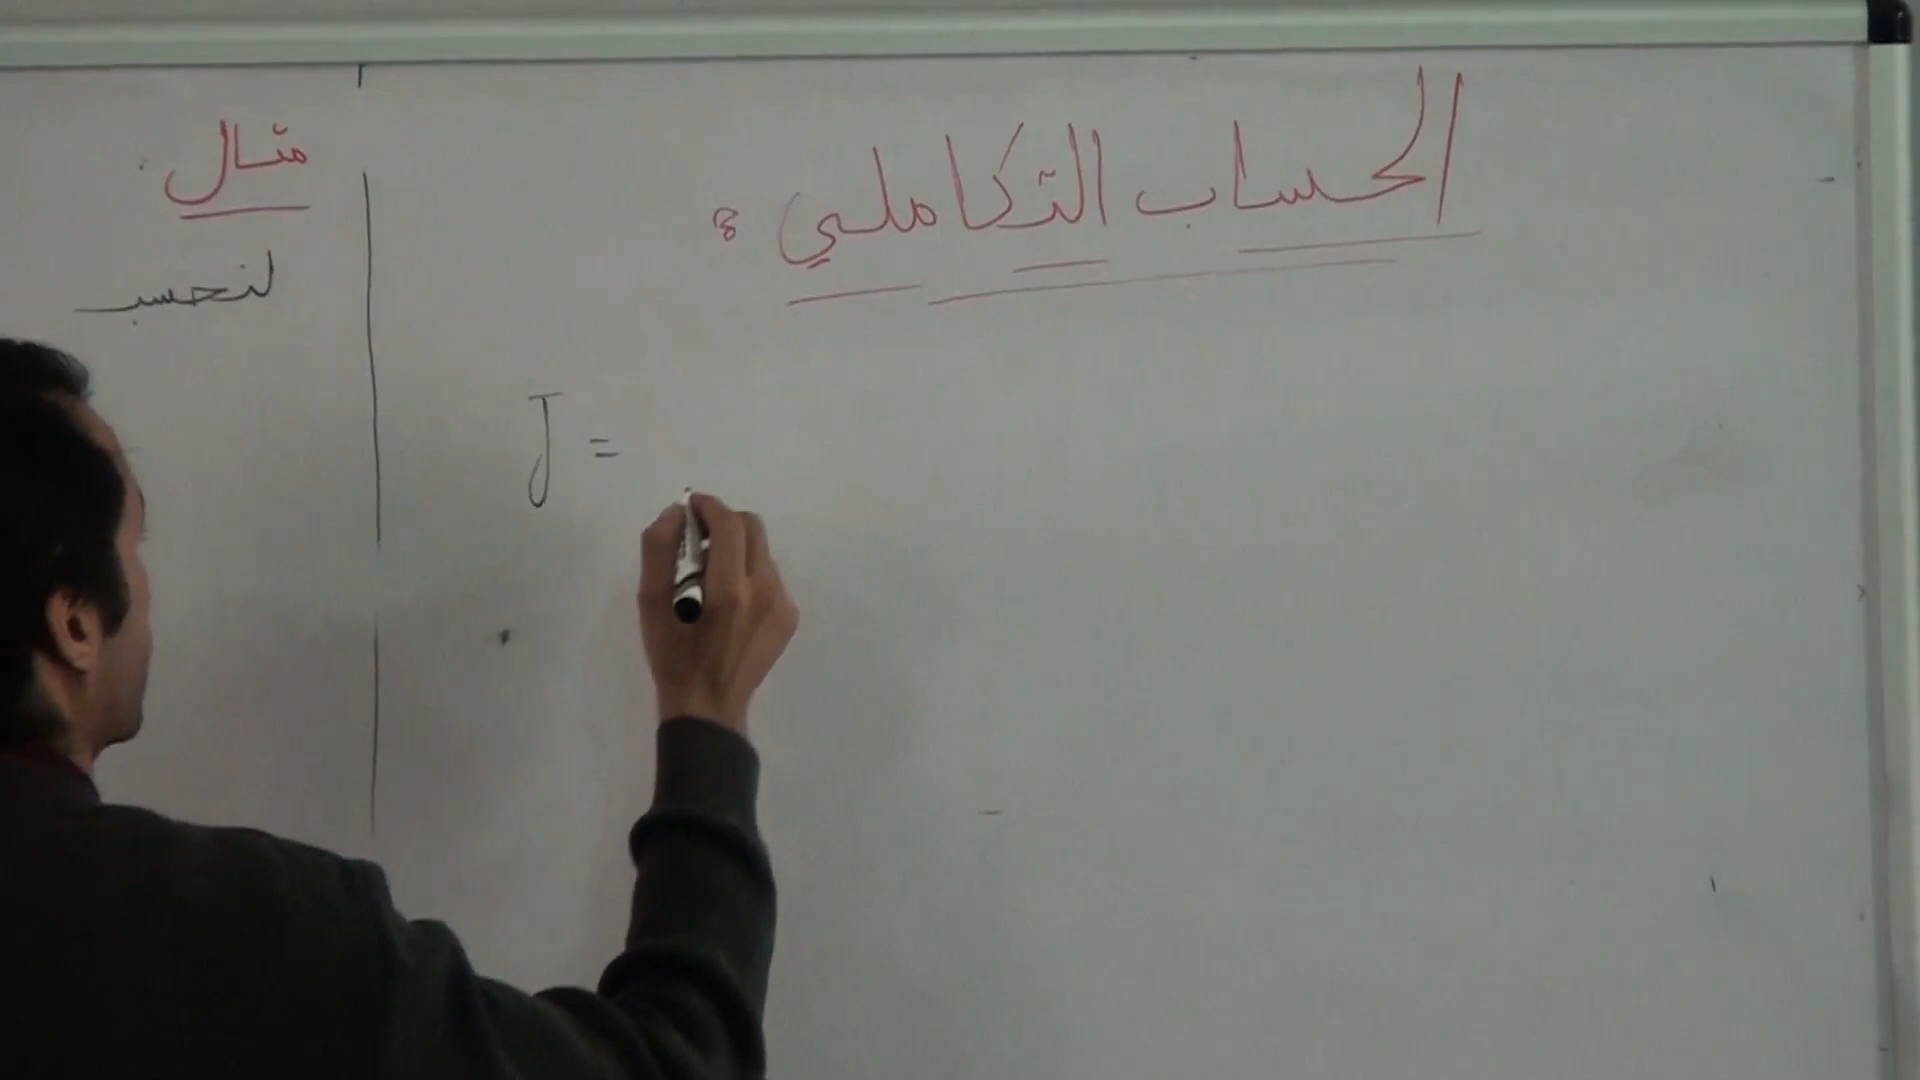 الحساب التكاملي :
J =
مثال
لنحسب